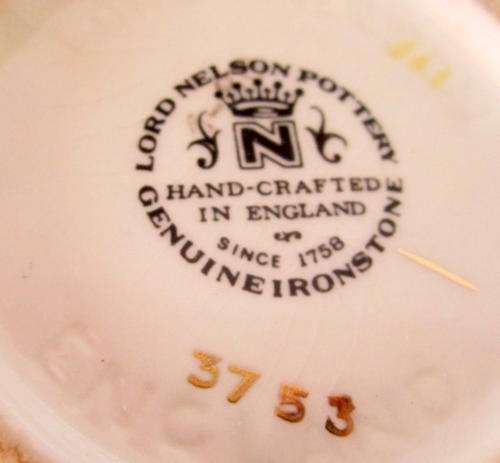 LORD NELSON POTTERY
N
HAND-CRAFTED
IN ENGLAND
SINCE 1758
GENUINE IRONSTONE
3753